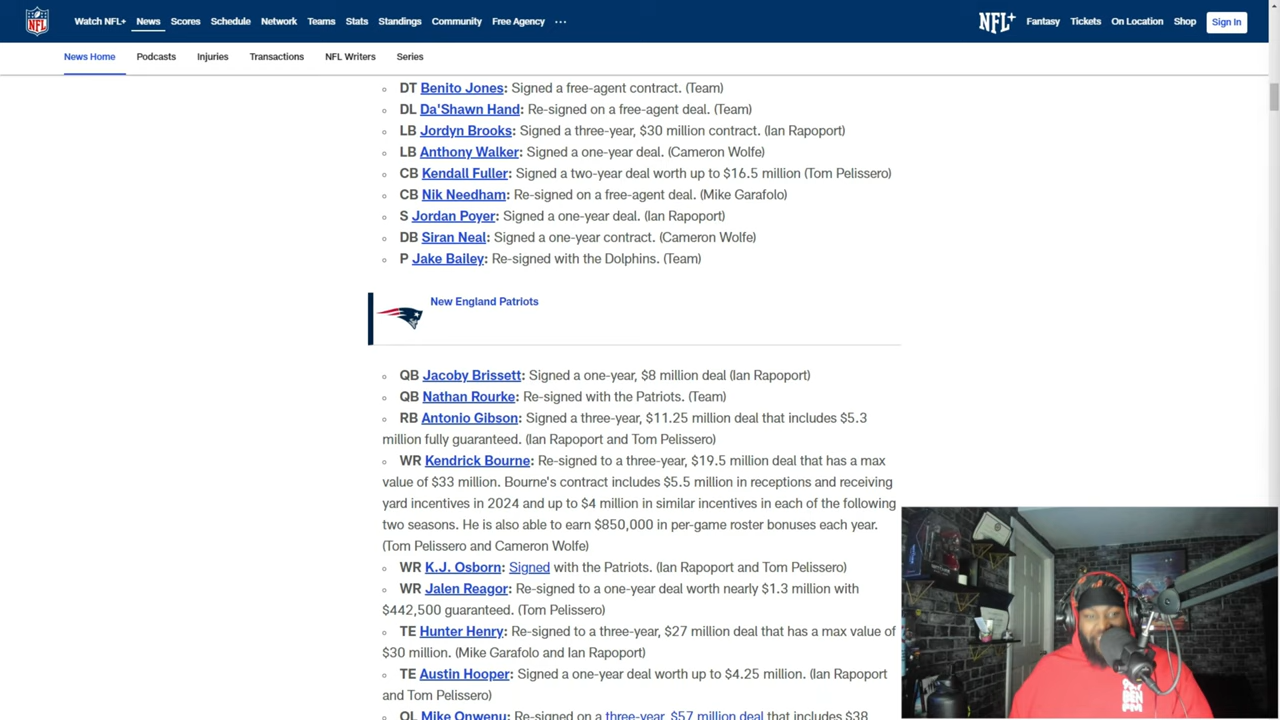 NFL
Watch NFL+ News Scores Schedule Network Teams Stats Standings Community Free Agency ... NFL+ Fantasy Tickets On Location Shop Sign In
News Home Podcasts Injuries Transactions NFL Writers Series
DT Benito Jones: Signed a free-agent contract. (Team)
DL Da'Shawn Hand: Re-signed on a free-agent deal. (Team)
LB Jordyn Brooks: Signed a three-year, $30 million contract. (Ian Rapoport)
LB Anthony Walker: Signed a one-year deal. (Cameron Wolfe)
CB Kendall Fuller: Signed a two-year deal worth up to $16.5 million (Tom Pelissero)
CB Nik Needham: Re-signed on a free-agent deal. (Mike Garafolo)
S Jordan Poyer: Signed a one-year deal. (Ian Rapoport)
DB Siran Neal: Signed a one-year contract. (Cameron Wolfe)
P Jake Bailey: Re-signed with the Dolphins. (Team)
New England Patriots
QB Jacoby Brissett: Signed a one-year, $8 million deal (Ian Rapoport)
QB Nathan Rourke: Re-signed with the Patriots. (Team)
RB Antonio Gibson: Signed a three-year, $11.25 million deal that includes $5.3
million fully guaranteed. (Ian Rapoport and Tom Pelissero)
WR Kendrick Bourne: Re-signed to a three-year, $19.5 million deal that has a max
value of $33 million. Bourne's contract includes $5.5 million in receptions and receiving
yard incentives in 2024 and up to $4 million in similar incentives in each of the following
two seasons. He is also able to earn $850,000 in per-game roster bonuses each year.
(Tom Pelissero and Cameron Wolfe)
WR K.J. Osborn: Signed with the Patriots. (Ian Rapoport and Tom Pelissero)
WR Jalen Reagor: Re-signed to a one-year deal worth nearly $1.3 million with
$442,500 guaranteed. (Tom Pelissero)
TE Hunter Henry: Re-signed to a three-year, $27 million deal that has a max value of
$30 million. (Mike Garafolo and Ian Rapoport)
TE Austin Hooper: Signed a one-year deal worth up to $4.25 million. (Ian Rapoport
and Tom Pelissero)
OL Mike Onwenu: Re-signed on a three-year, $57 million deal that includes $38